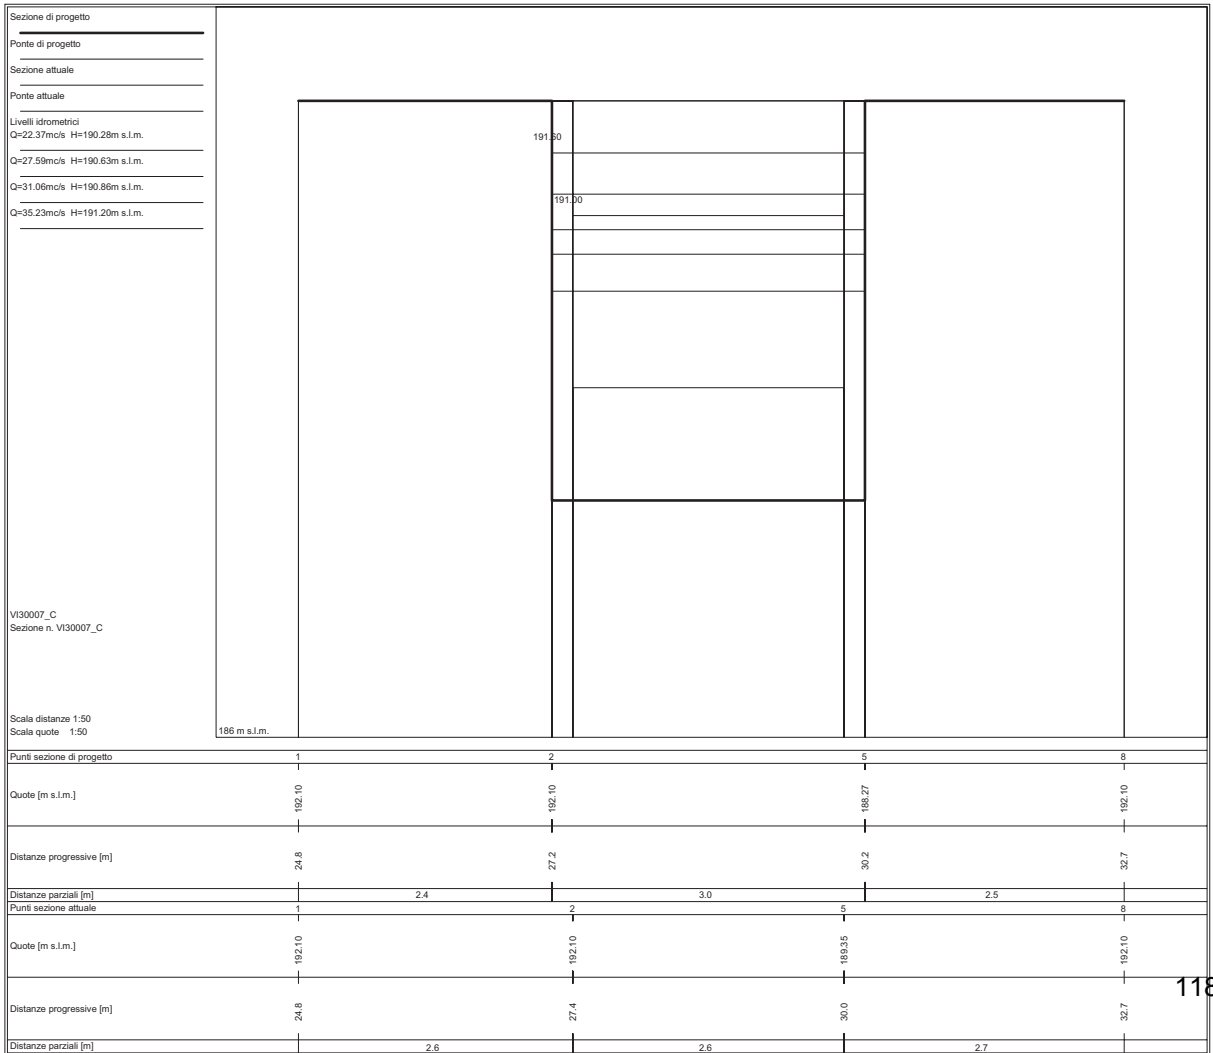 Sezione di progetto
Ponte di progetto
Sezione attuale
Ponte attuale
Livelli idrometrici
Q=22.37mc/s H=190.28m s.l.m.
Q=27.59mc/s H=190.63m s.l.m.
Q=31.06mc/s H=190.86m s.l.m.
Q=35.23mc/s H=191.20m s.l.m.
191.60
191.00
VI30007_C
Sezione n. VI30007_C
Scala distanze 1:50
Scala quote 1:50
186 m s.l.m.
Punti sezione di progetto 1 2 5 8
Quote [m s.l.m.] 192.10 192.10 188.27 192.10
Distanze progressive [m] 24.8 27.2 30.2 32.7
Distanze parziali [m] 2.4 3.0 2.5
Punti sezione attuale 1 2 5 8
Quote [m s.l.m.] 192.10 192.10 189.35 192.10
118
Distanze progressive [m] 24.8 27.4 30.0 32.7
Distanze parziali [m] 2.6 2.6 2.7